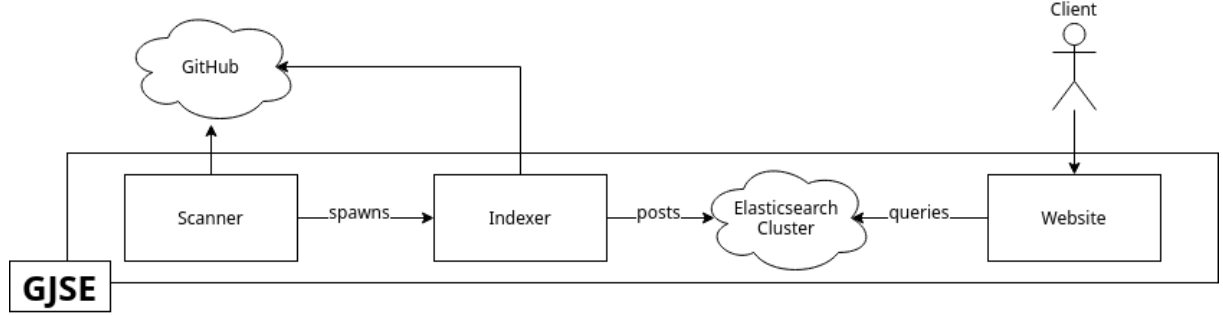 Client
GitHub
Scanner
spawns
Indexer
posts
Elasticsearch
Cluster
queries
Website
GJSE